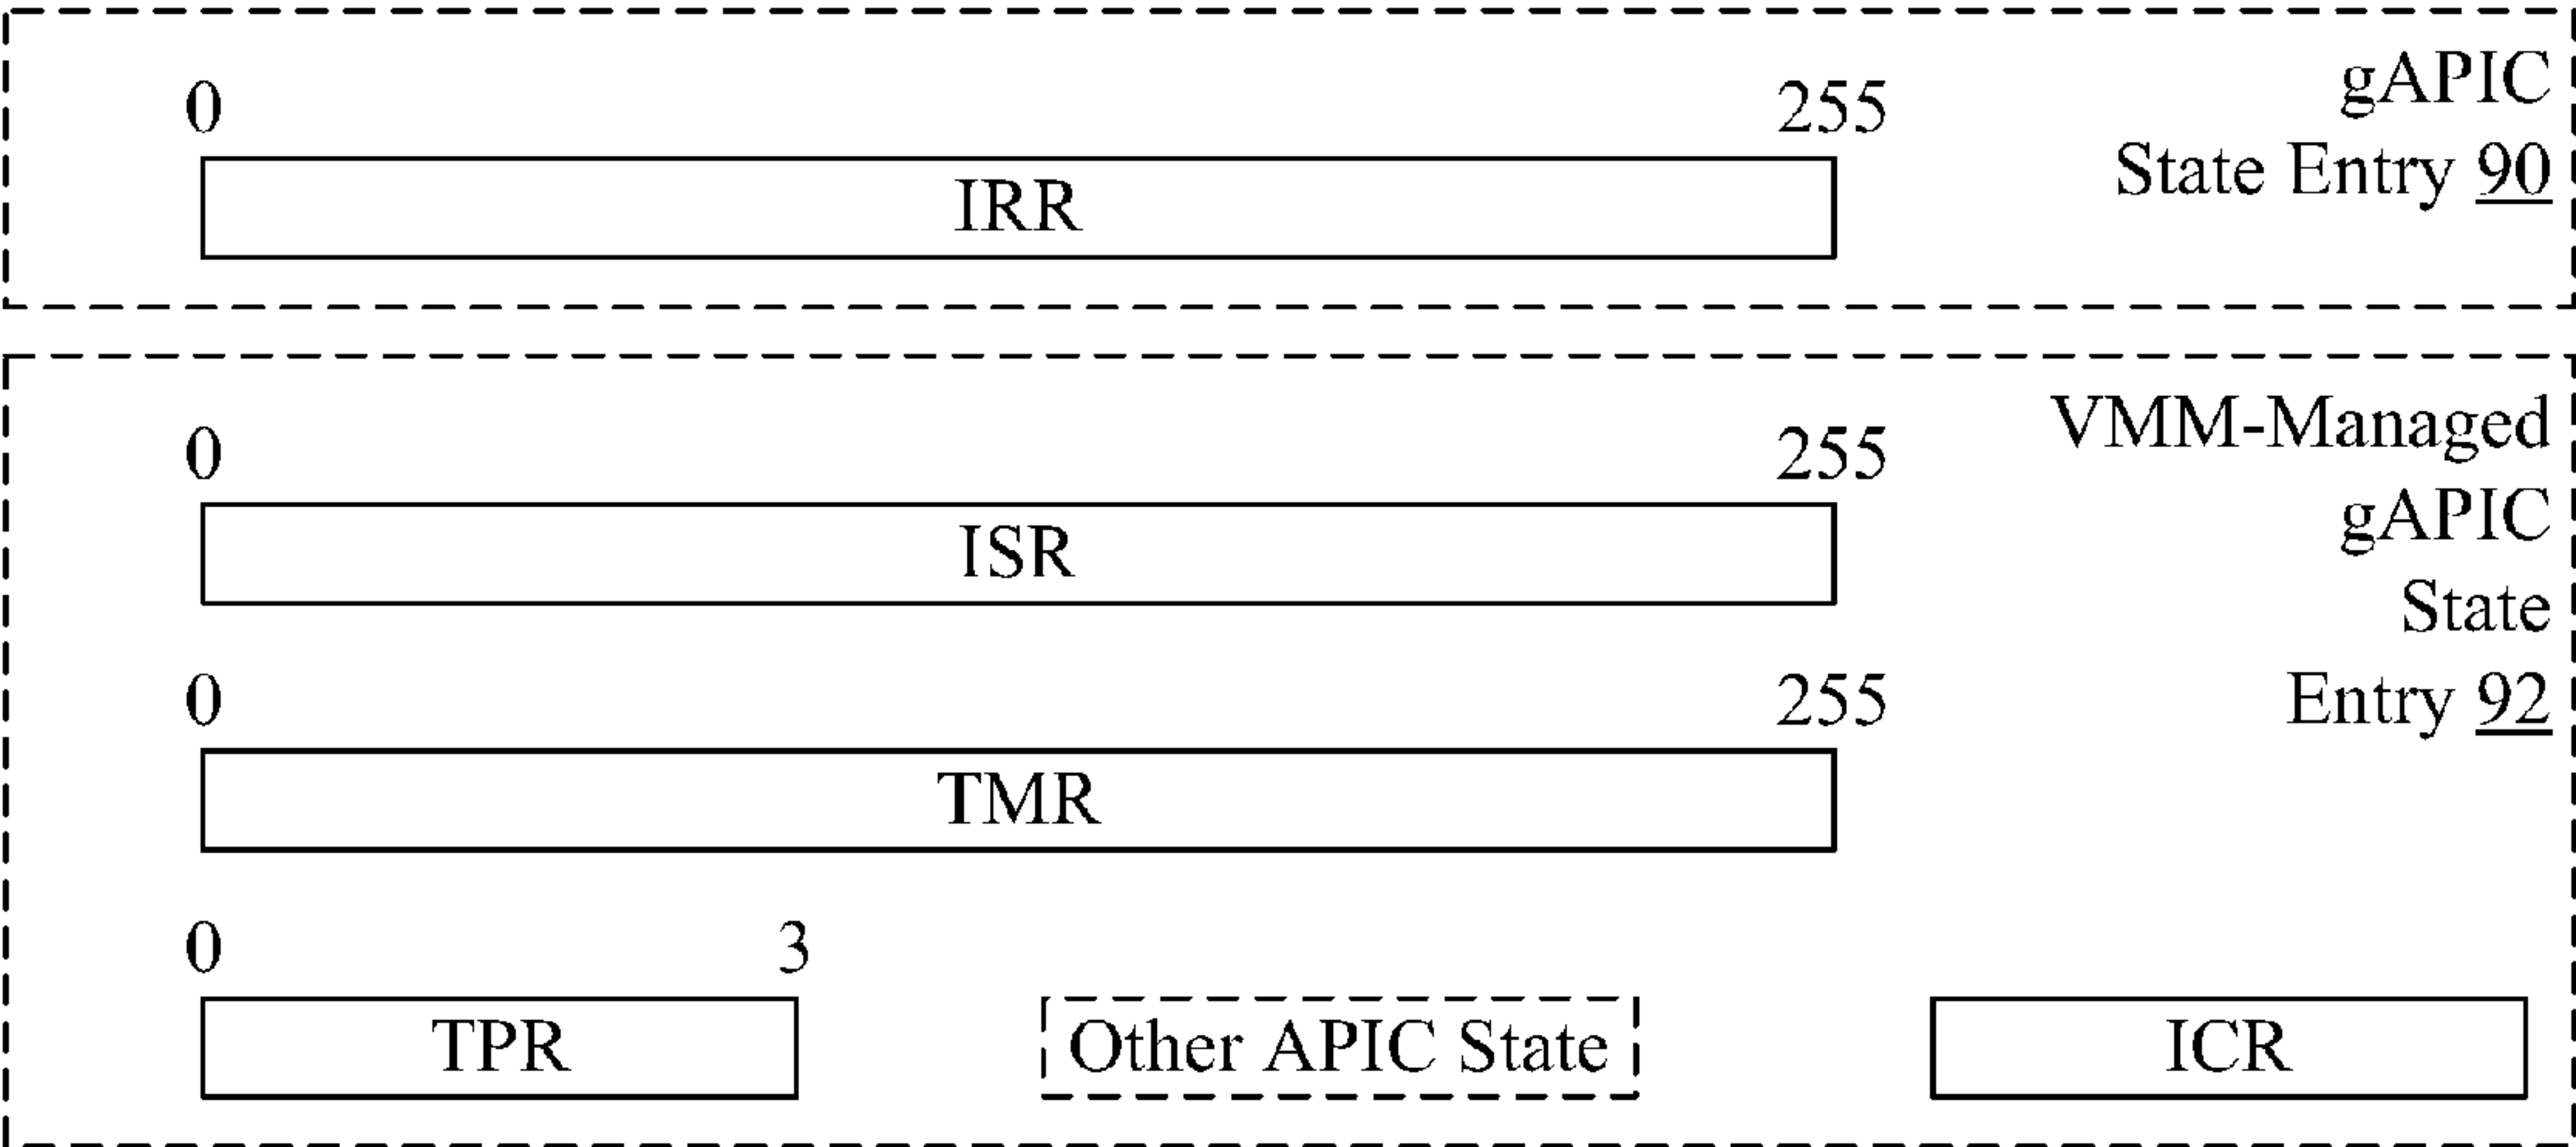 0 255 gAPIC
State Entry 90
IRR
0 255 VMM-Managed
gAPIC
ISR
State
0 255 Entry 92
TMR
0 3
TPR Other APIC State ICR